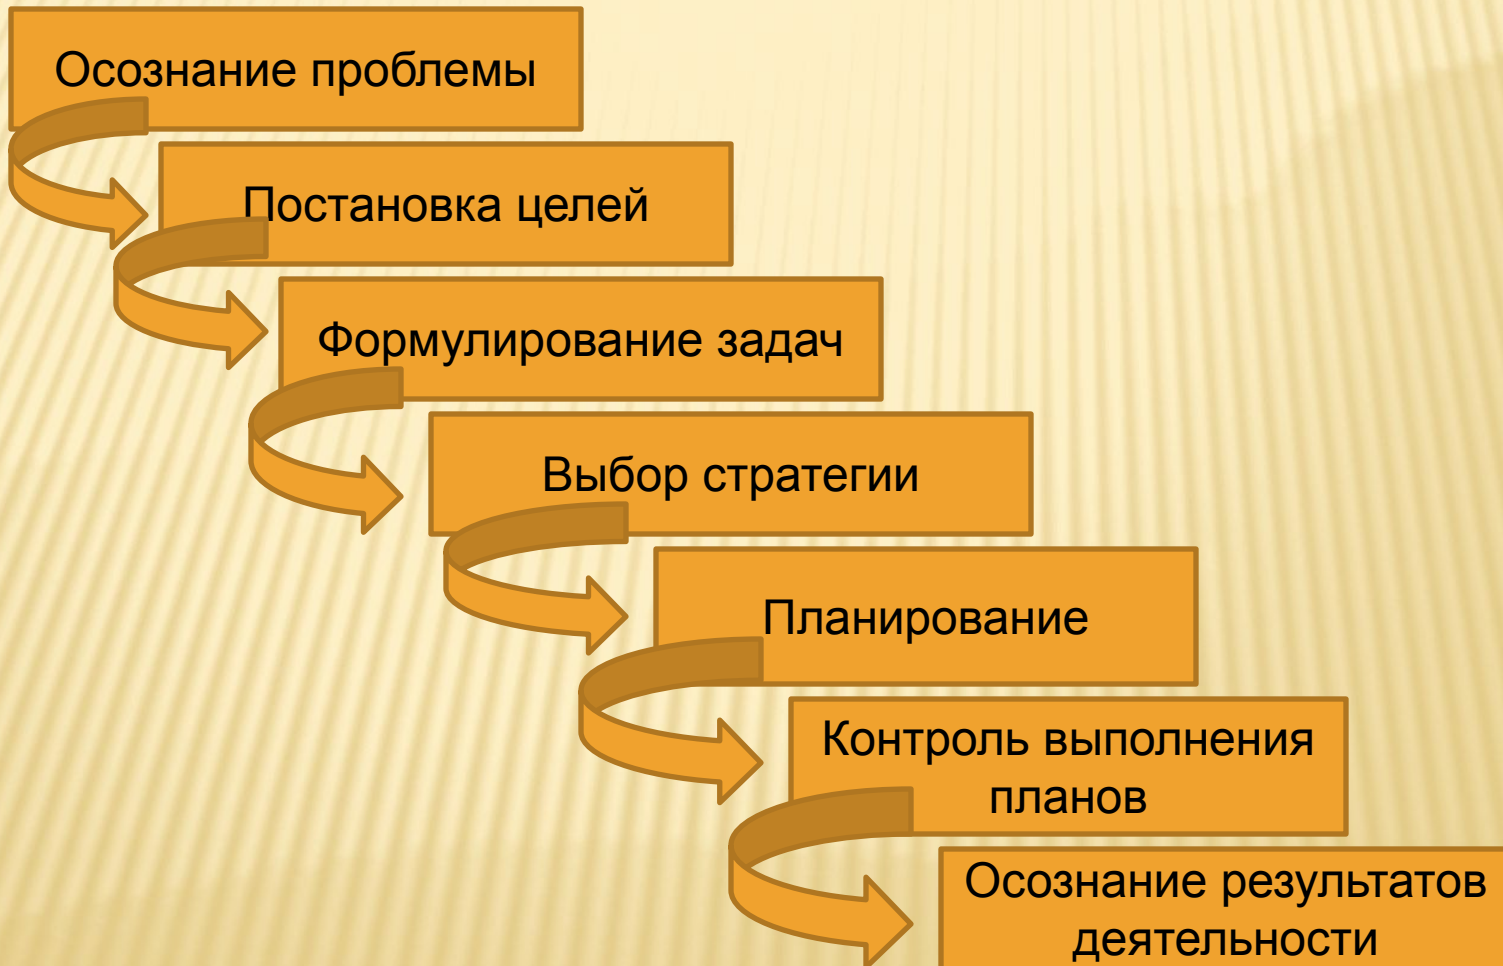 Осознание проблемы
Постановка целей
Формулирование задач
Выбор стратегии
Планирование
Контроль выполнения
планов
Осознание результатов
деятельности